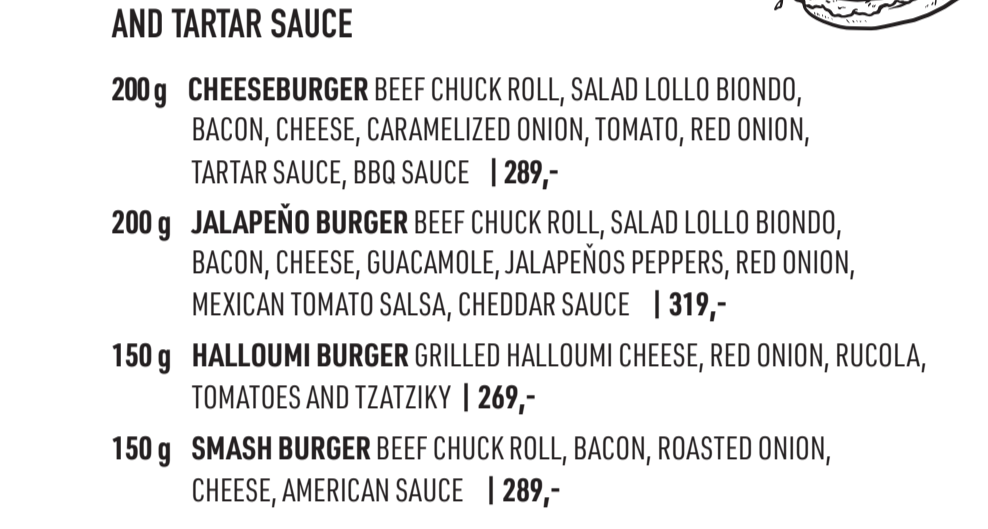 AND TARTAR SAUCE
200 g CHEESEBURGER BEEF CHUCK ROLL, SALAD LOLLO BIONDO,
BACON, CHEESE, CARAMELIZED ONION, TOMATO, RED ONION,
TARTAR SAUCE, BBQ SAUCE | 289,-
200 g JALAPEŇO BURGER BEEF CHUCK ROLL, SALAD LOLLO BIONDO,
BACON, CHEESE, GUACAMOLE, JALAPEŇOS PEPPERS, RED ONION,
MEXICAN TOMATO SALSA, CHEDDAR SAUCE | 319,-
150 g HALLOUMI BURGER GRILLED HALLOUMI CHEESE, RED ONION, RUCOLA,
TOMATOES AND TZATZIKY | 269,-
150 g SMASH BURGER BEEF CHUCK ROLL, BACON, ROASTED ONION,
CHEESE, AMERICAN SAUCE | 289,-